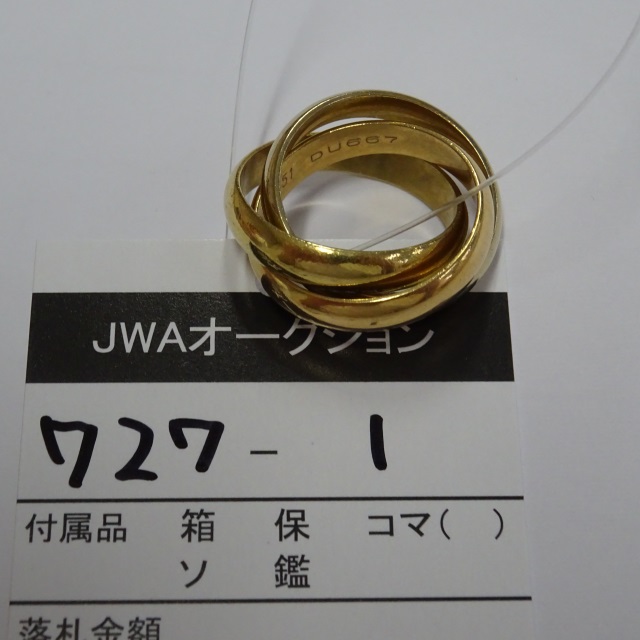 51 DU667
JWAオークション
727-1
付属品 箱 保 コマ( )
ソ 鑑
落札金額